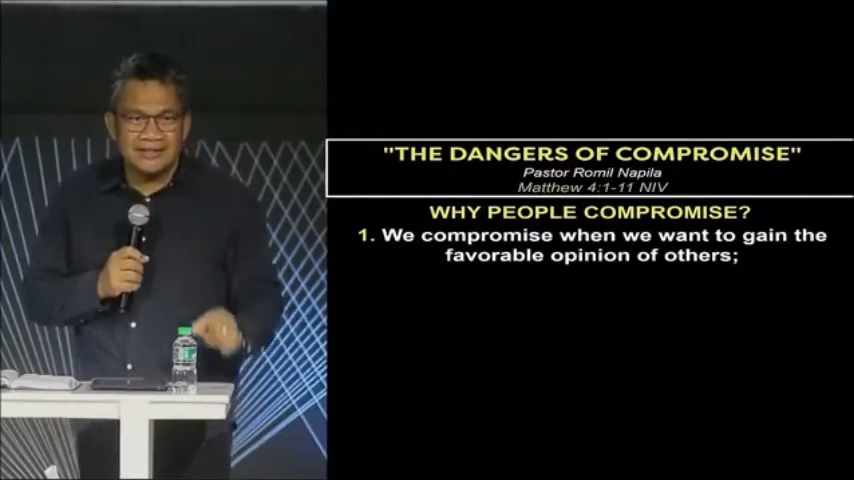 "THE DANGERS OF COMPROMISE"
Pastor Romil Napila
Matthew 4:1-11 NIV
WHY PEOPLE COMPROMISE?
1. We compromise when we want to gain the
favorable opinion of others;